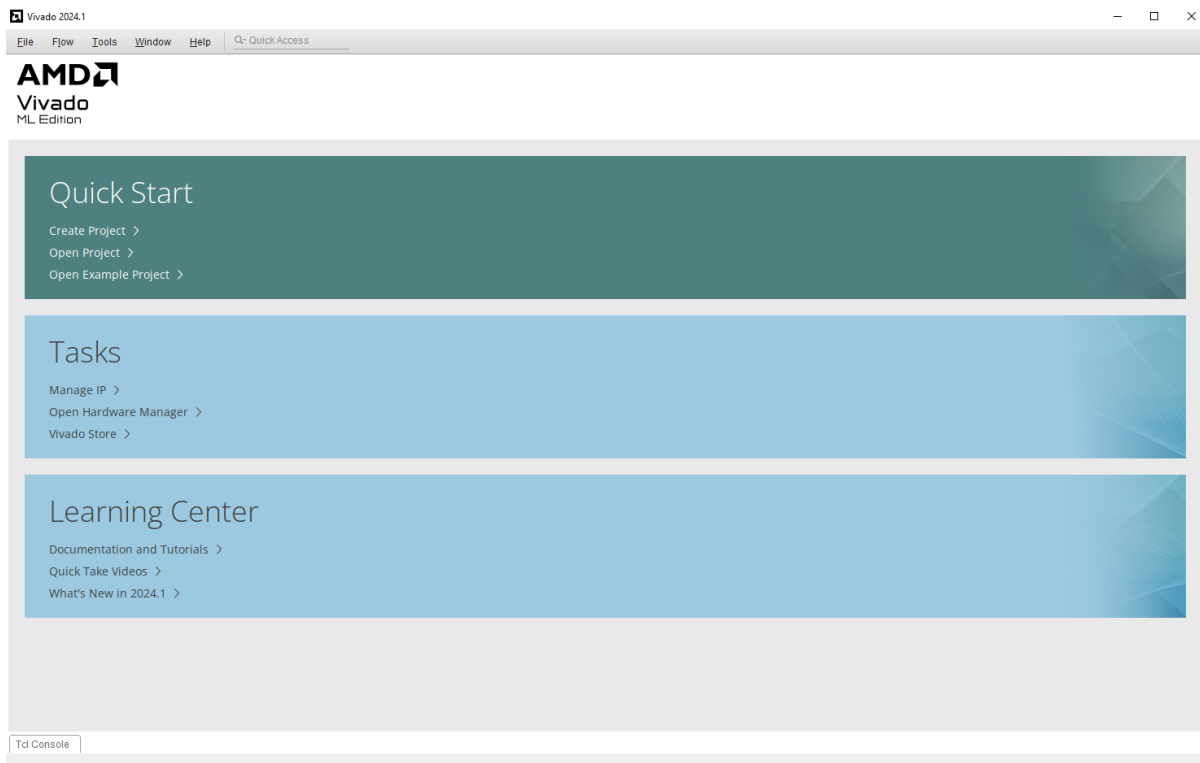 Vivado 2024.1
File Flow Tools Window Help Quick Access
AMD
Vivado
ML Edition
Quick Start
Create Project
Open Project
Open Example Project
Tasks
Manage IP
Open Hardware Manager
Vivado Store
Learning Center
Documentation and Tutorials
Quick Take Videos
What's New in 2024.1
Tcl Console